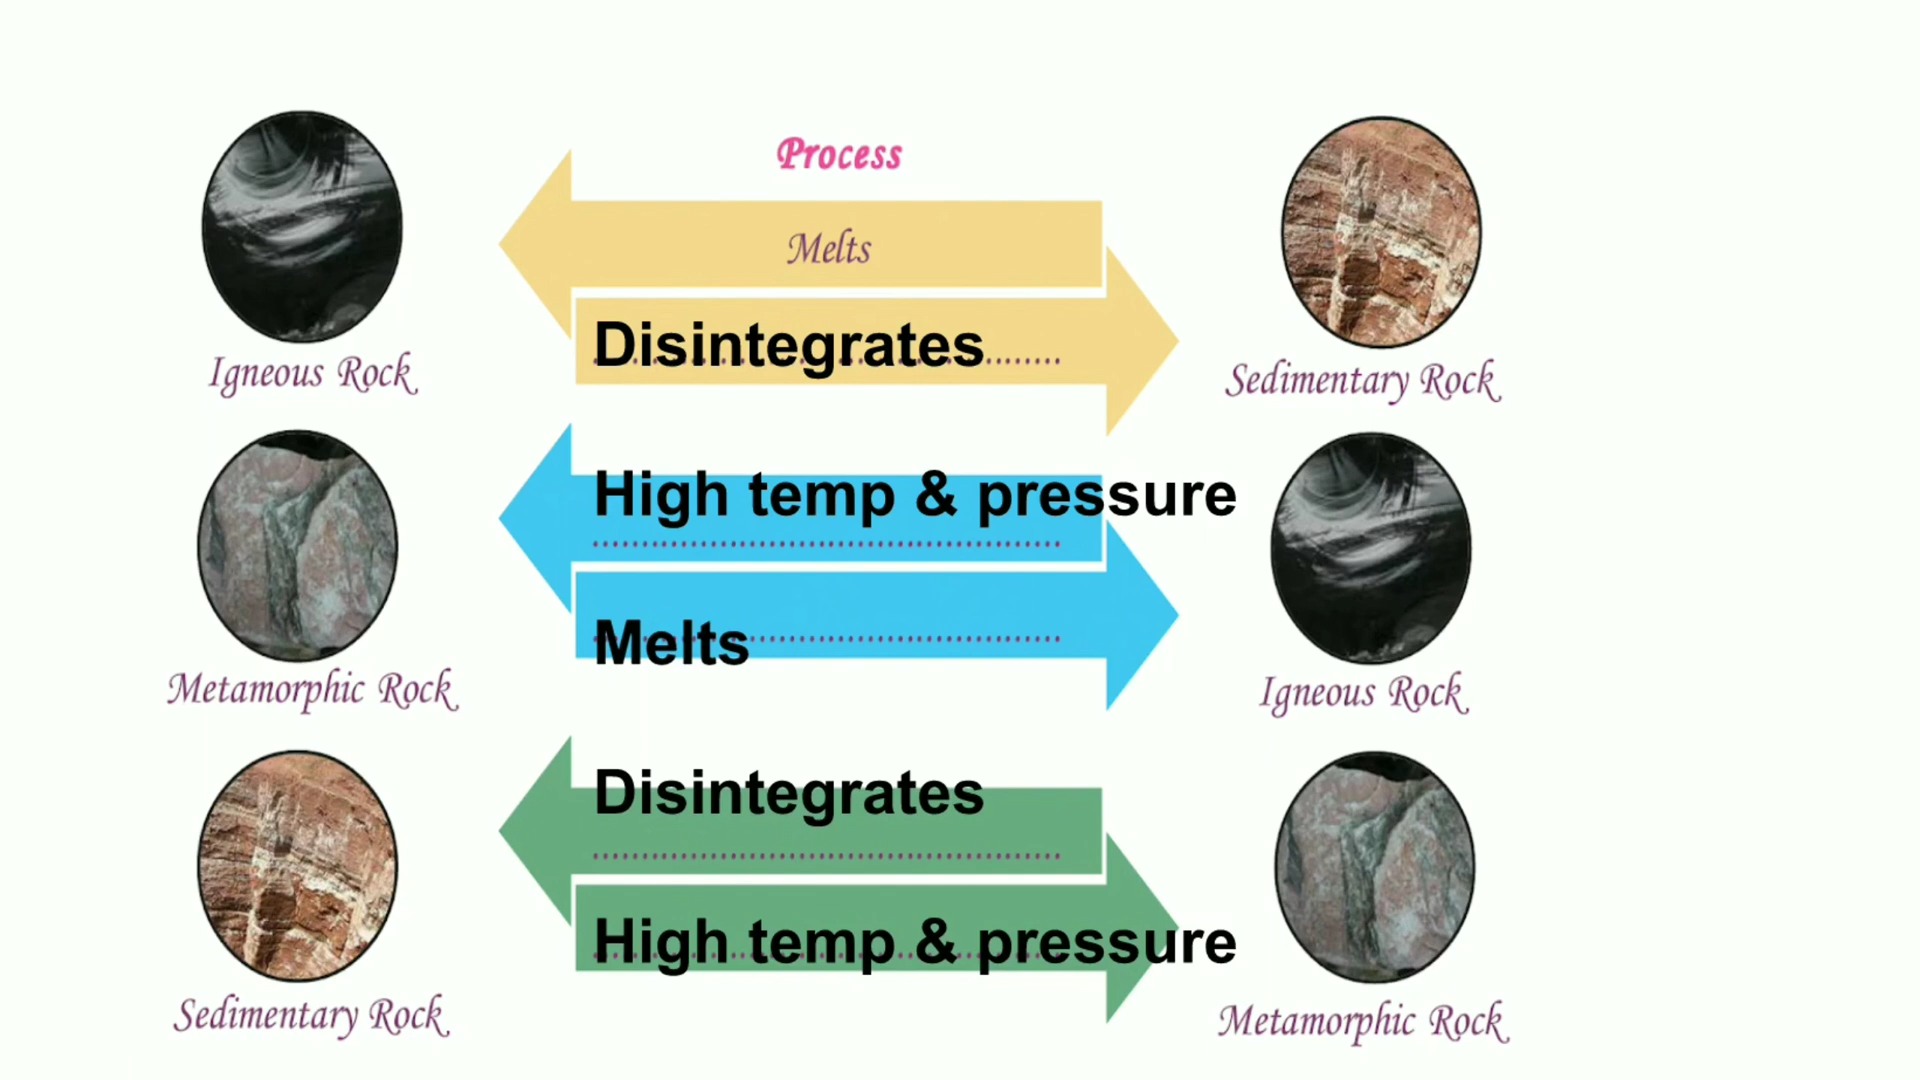 Process
Melts
Disintegrates
Igneous Rock
Sedimentary Rock
High temp & pressure
Melts
Metamorphic Rock
Igneous Rock
Disintegrates
High temp & pressure
Sedimentary Rock
Metamorphic Rock